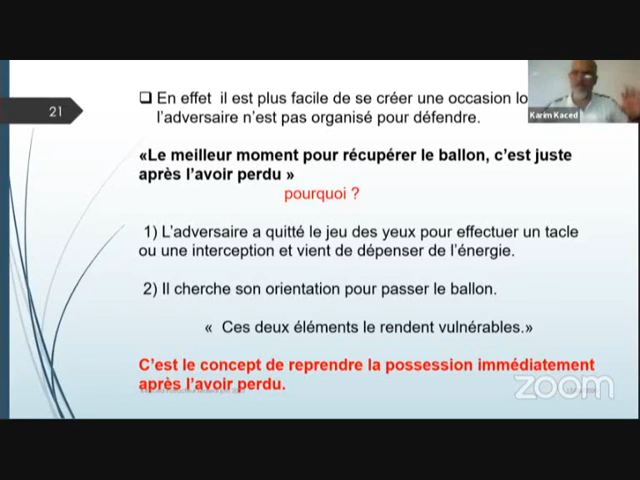 21
❑ En effet il est plus facile de se créer une occasion
l'adversaire n'est pas organisé pour défendre.
Karim Kaced
«Le meilleur moment pour récupérer le ballon, c'est juste
après l'avoir perdu »
pourquoi ?
1) L'adversaire a quitté le jeu des yeux pour effectuer un tacle
ou une interception et vient de dépenser de l'énergie.
2) Il cherche son orientation pour passer le ballon.
« Ces deux éléments le rendent vulnérables.»
C'est le concept de reprendre la possession immédiatement
après l'avoir perdu.
zoom